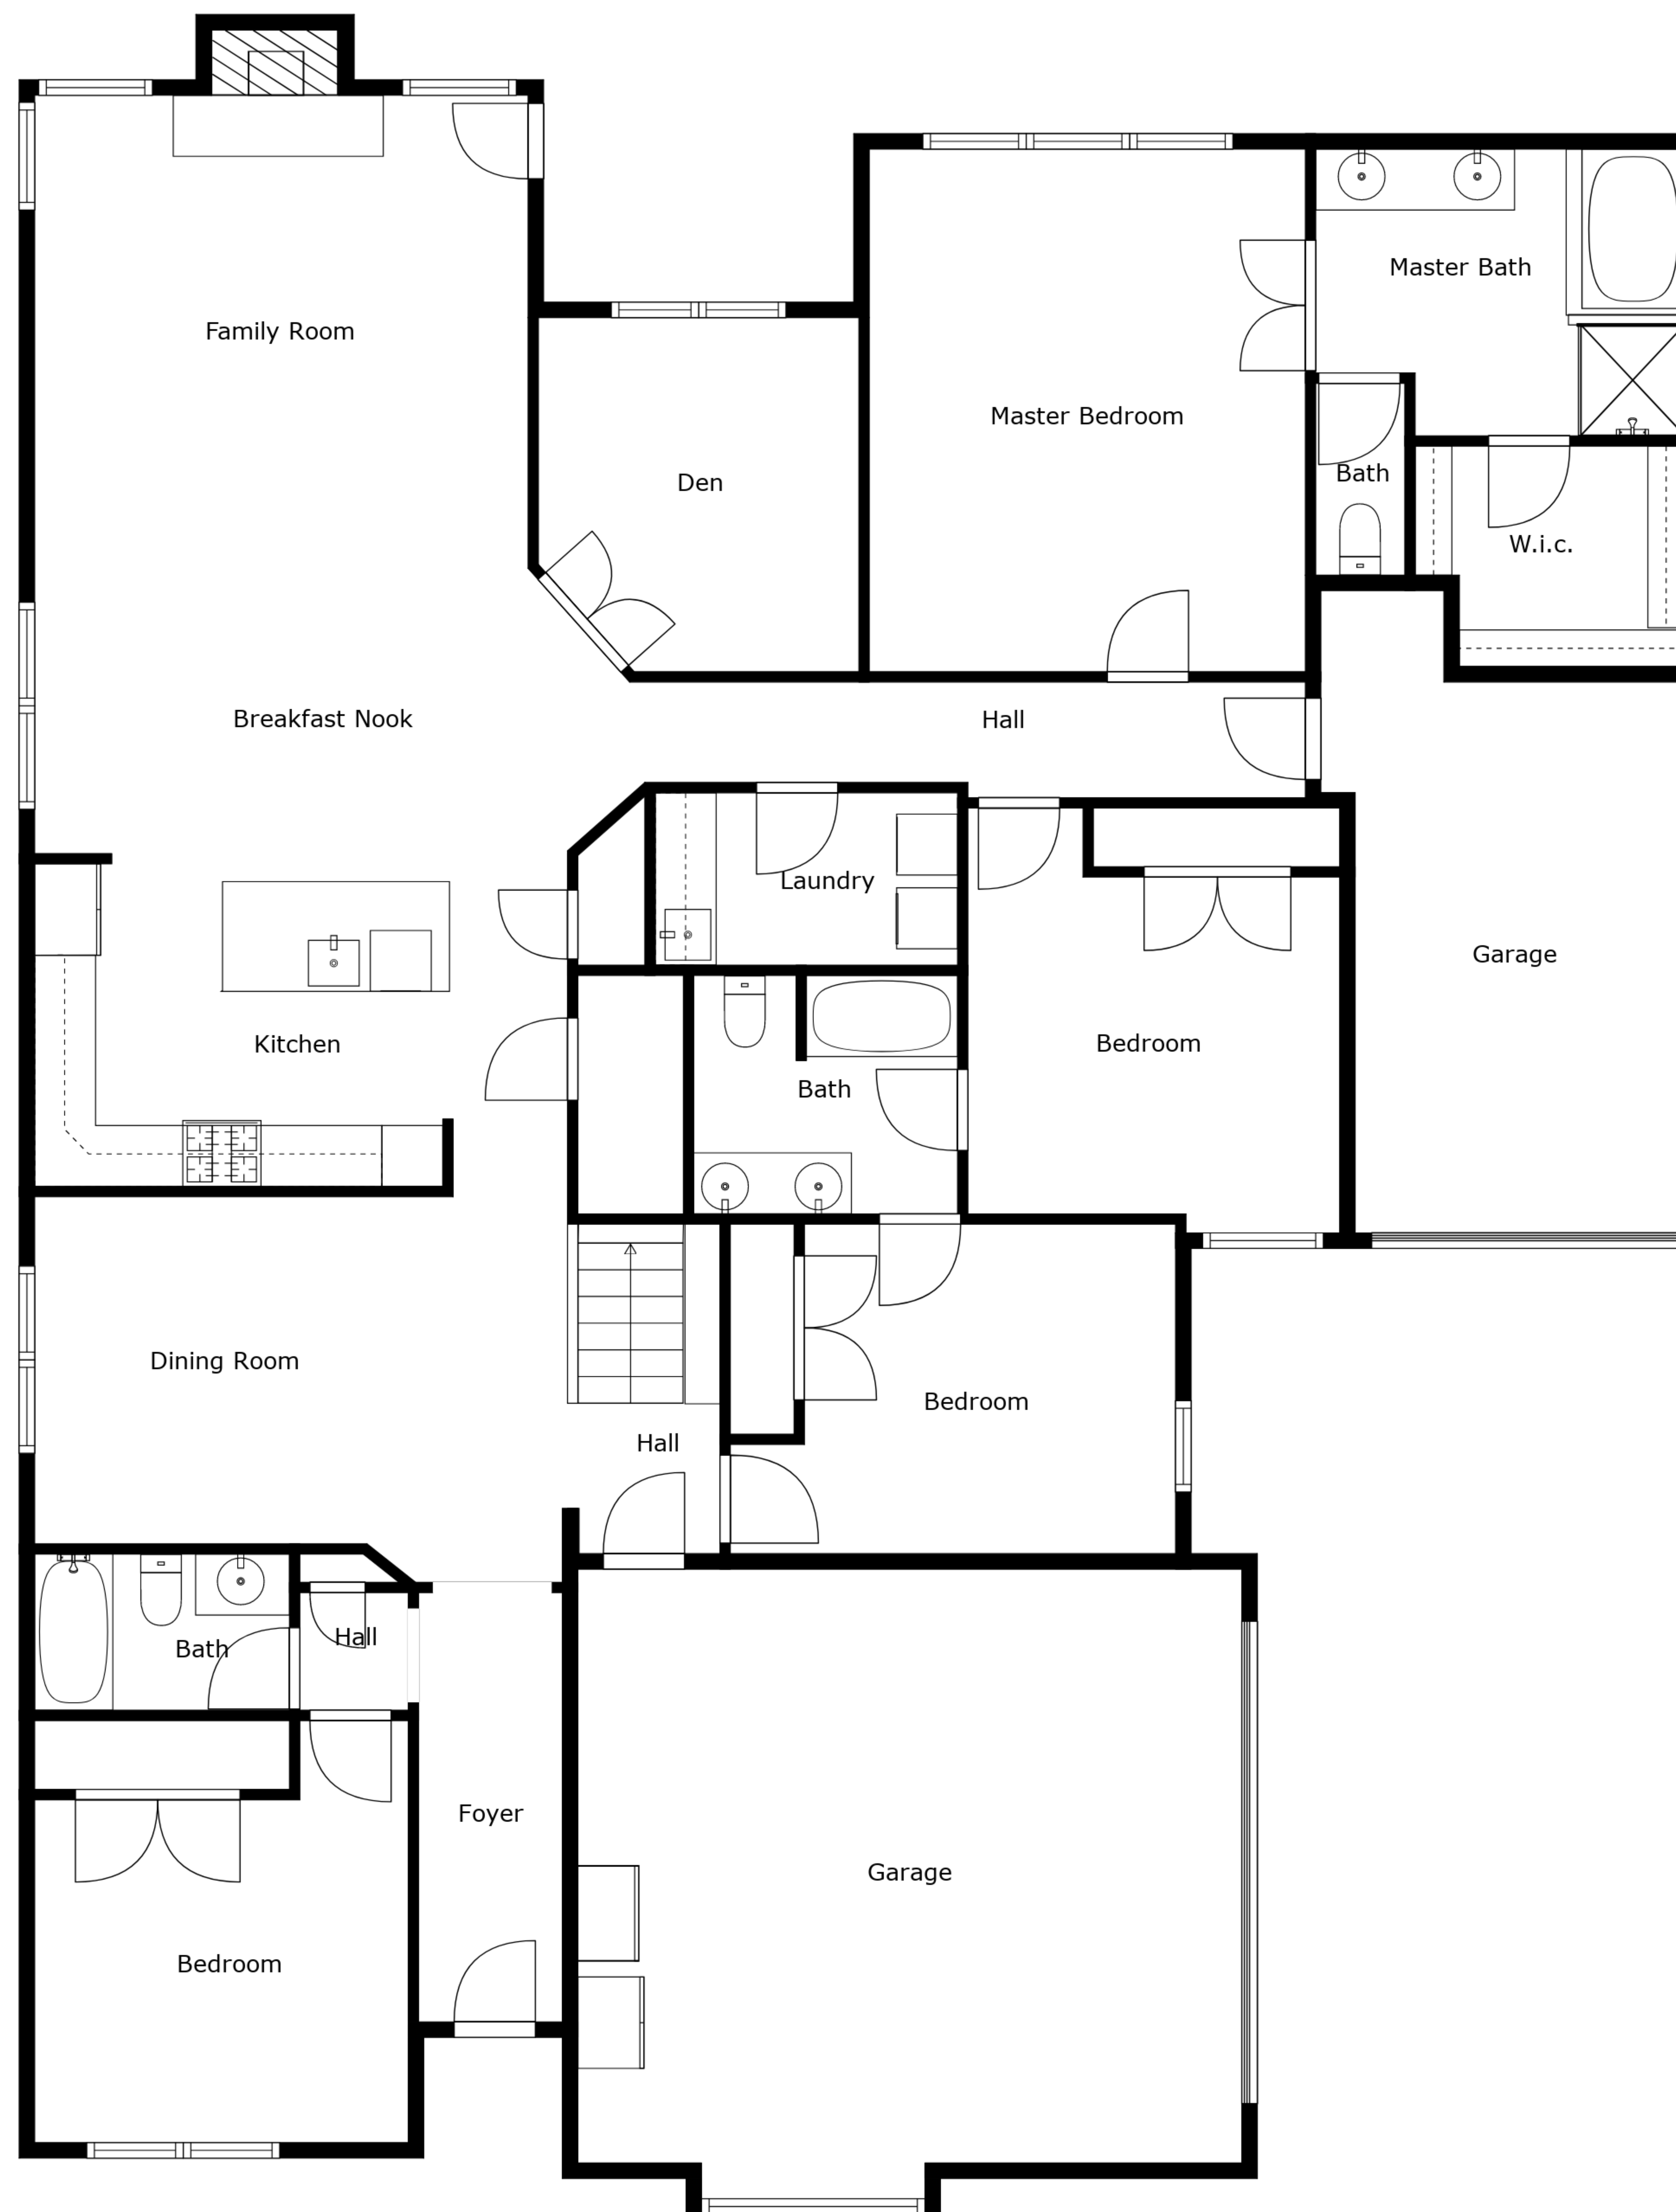 Master Bath
Family Room
Master Bedroom
Bath
Den
W.i.c.
Breakfast Nook
Hall
Laundry
Garage
Kitchen
Bedroom
Bath
Dining Room
Bedroom
Hall
Hall
Bath
Foyer
Garage
Bedroom